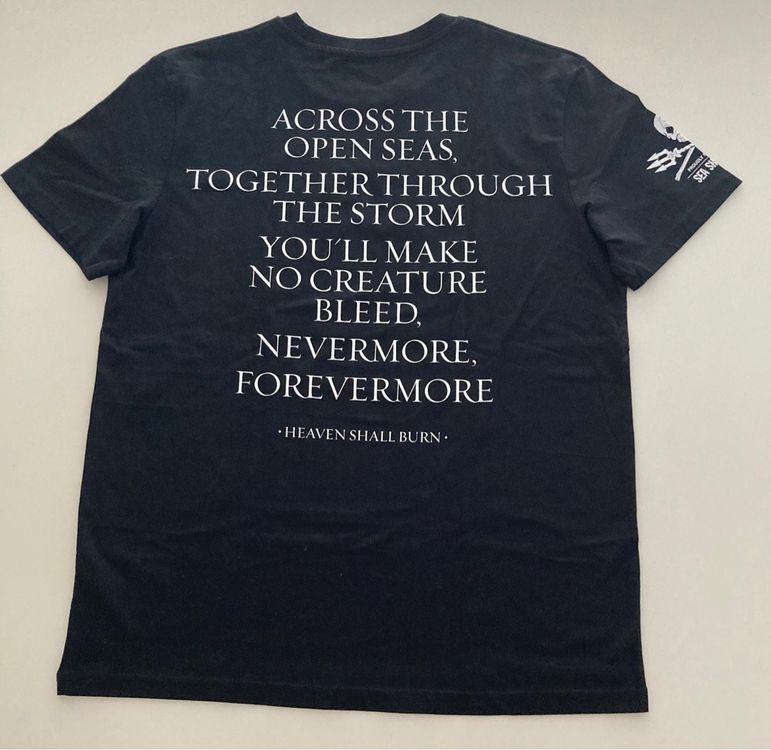 ACROSS THE
OPEN SEAS,
TOGETHER THROUGH
THE STORM
YOU´LL MAKE
NO CREATURE
BLEED,
NEVERMORE,
FOREVERMORE
· HEAVEN SHALL BURN ·
PROUDLY
SEA